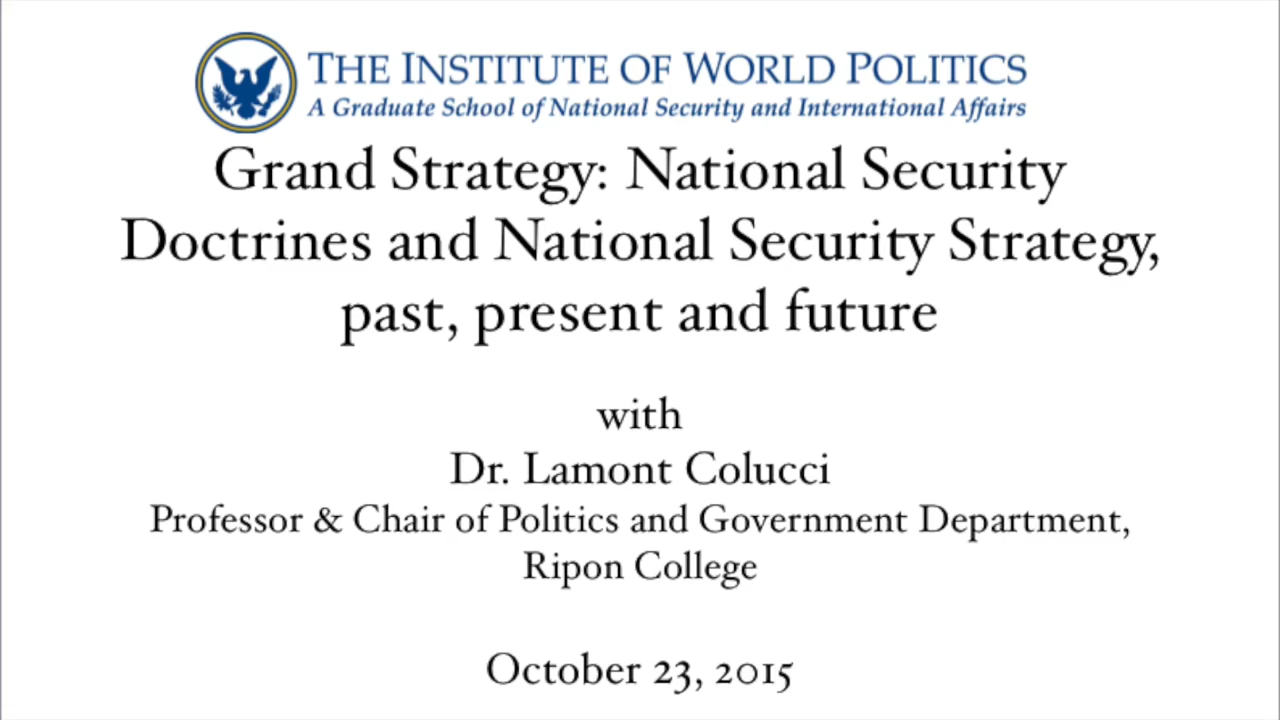 THE INSTITUTE OF WORLD POLITICS
A Graduate School of National Security and International Affairs
Grand Strategy: National Security
Doctrines and National Security Strategy,
past, present and future
with
Dr. Lamont Colucci
Professor & Chair of Politics and Government Department,
Ripon College
October 23, 2015